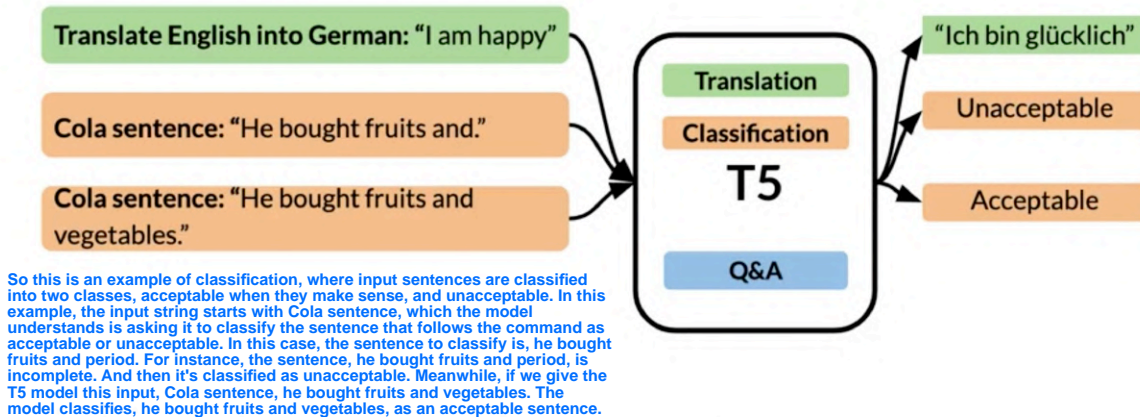 Translate English into German: “I am happy”
Cola sentence: “He bought fruits and.”
Cola sentence: “He bought fruits and
vegetables.”
Translation
Classification
T5
Q&A
“Ich bin glücklich”
Unacceptable
Acceptable
So this is an example of classification, where input sentences are classified
into two classes, acceptable when they make sense, and unacceptable. In this
example, the input string starts with Cola sentence, which the model
understands is asking it to classify the sentence that follows the command as
acceptable or unacceptable. In this case, the sentence to classify is, he bought
fruits and period. For instance, the sentence, he bought fruits and period, is
incomplete. And then it's classified as unacceptable. Meanwhile, if we give the
T5 model this input, Cola sentence, he bought fruits and vegetables. The
model classifies, he bought fruits and vegetables, as an acceptable sentence.